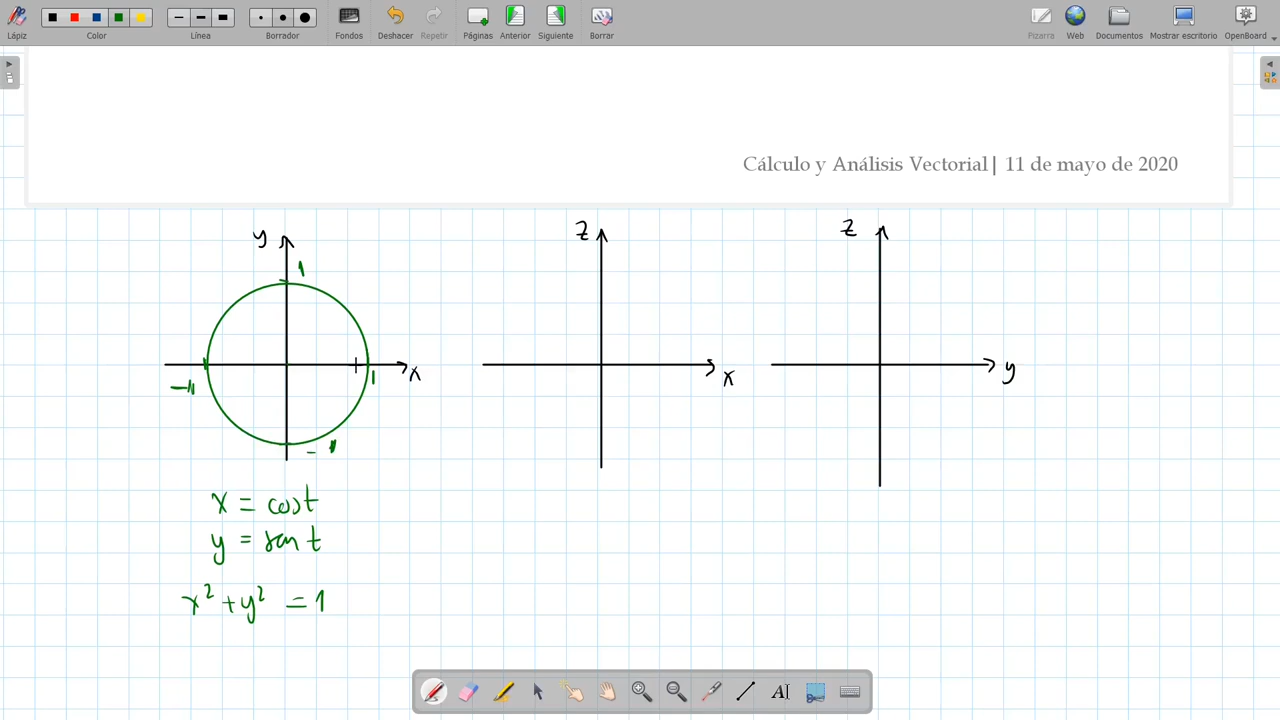 Lápiz Color Línea Borrador Fondos Deshacer Repetir Páginas Anterior Siguiente Borrar Pizarra Web Documentos Mostrar escritorio OpenBoard
Cálculo y Análisis Vectorial| 11 de mayo de 2020
y z z
1
x x y
-1 1
-1
x = cos t
y = sen t
x² + y² = 1
AI